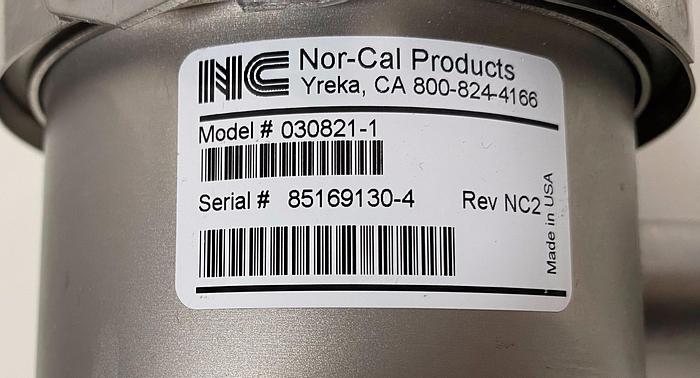 NC Nor-Cal Products
Yreka, CA 800-824-4166
Model # 030821-1
Serial # 85169130-4 Rev NC2
Made in USA